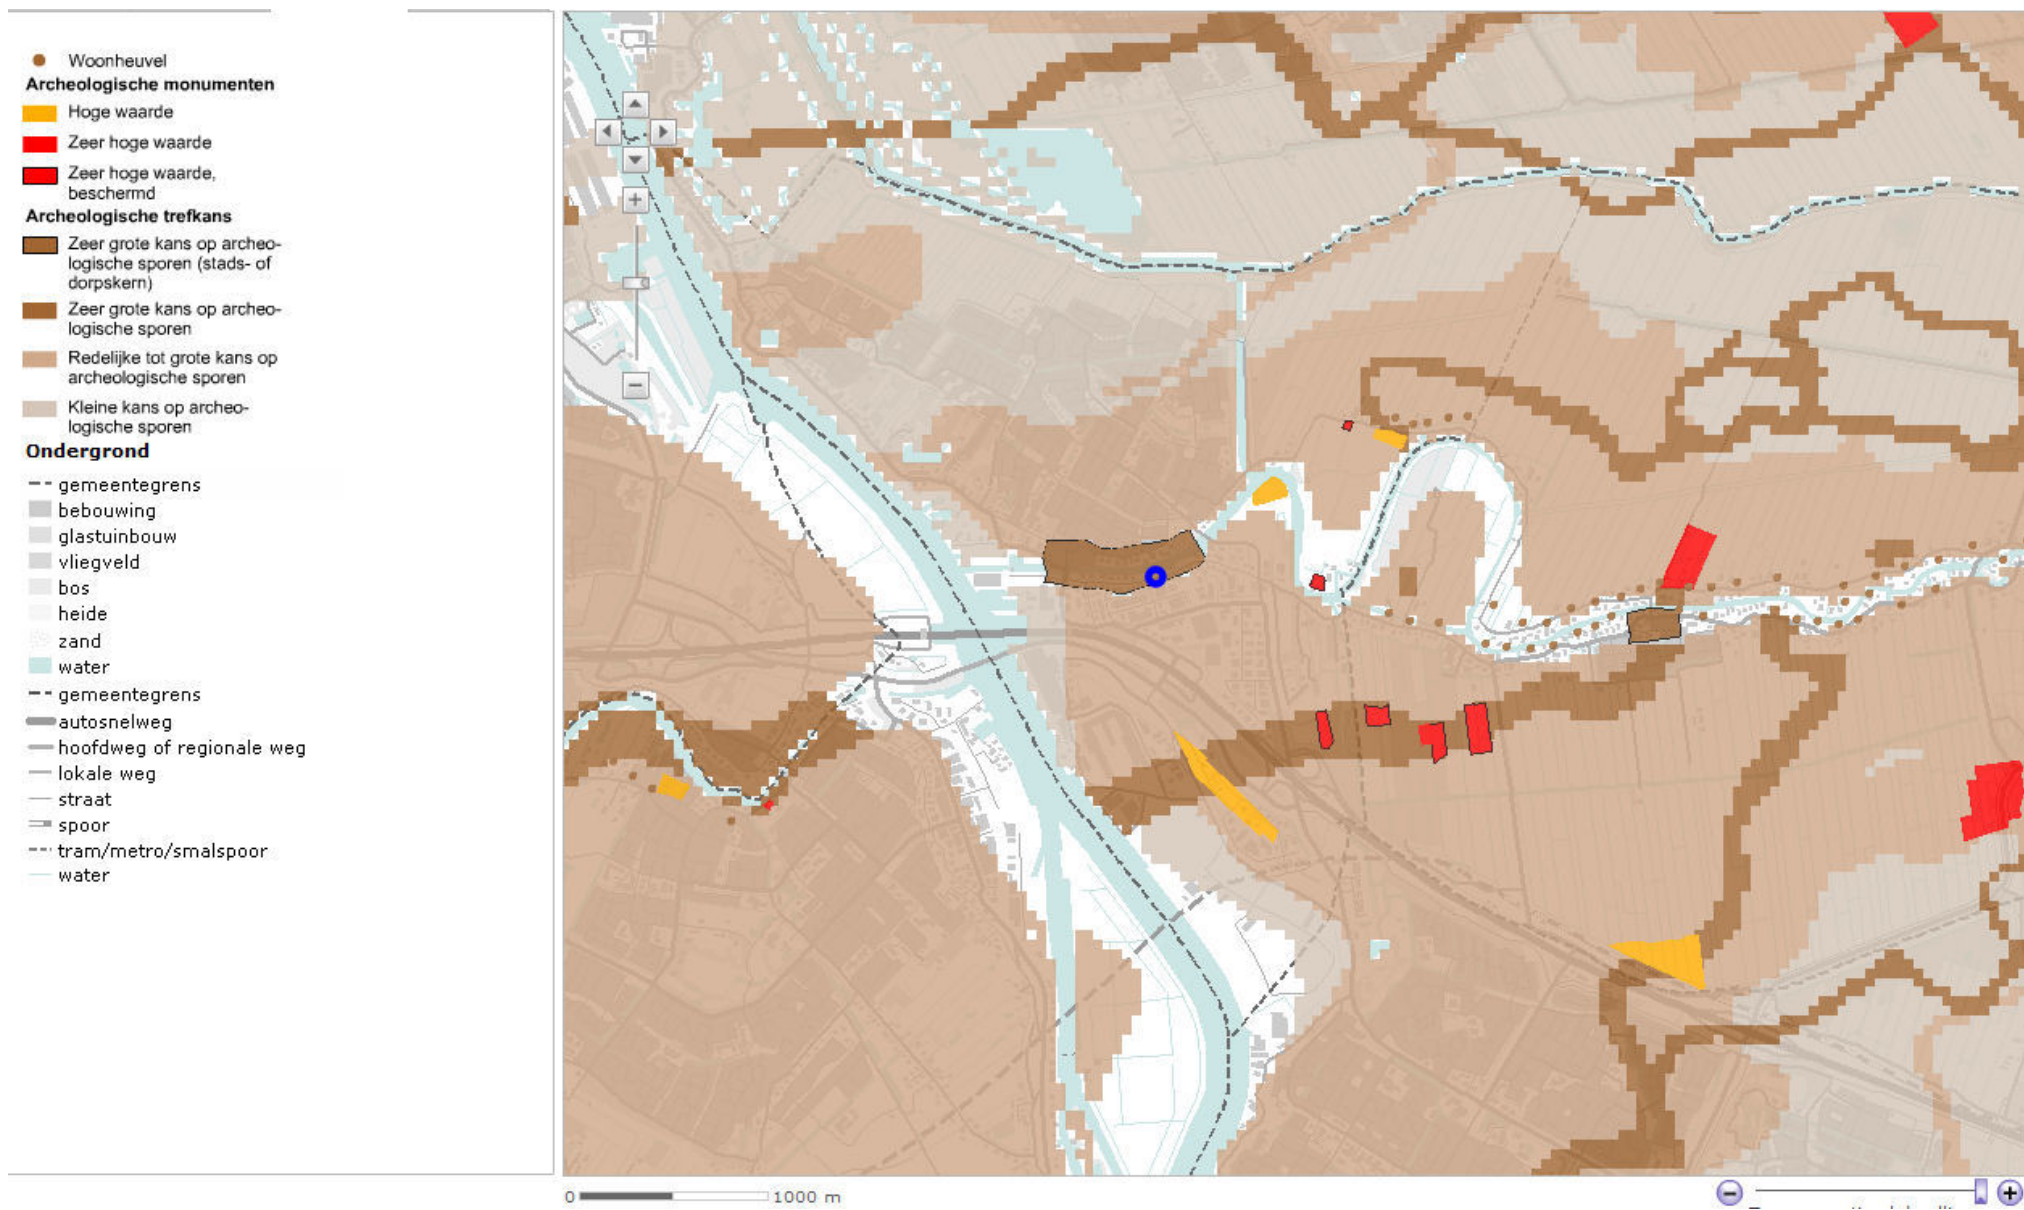 Woonheuvel
Archeologische monumenten
Hoge waarde
Zeer hoge waarde
Zeer hoge waarde,
beschermd
Archeologische trefkans
Zeer grote kans op archeo-
logische sporen (stads- of
dorpskern)
Zeer grote kans op archeo-
logische sporen
Redelijke tot grote kans op
archeologische sporen
Kleine kans op archeo-
logische sporen
Ondergrond
gemeentegrens
bebouwing
glastuinbouw
vliegveld
bos
heide
zand
water
gemeentegrens
autosnelweg
hoofdweg of regionale weg
lokale weg
straat
spoor
tram/metro/smalspoor
water
0 1000 m